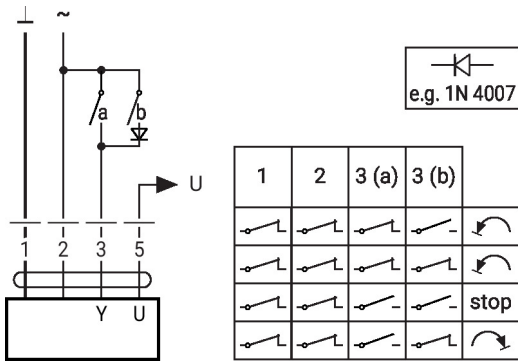 ⊥ ~
a b
e.g. 1N 4007
U
1 2 3 5
Y U
1 2 3 (a) 3 (b)
stop